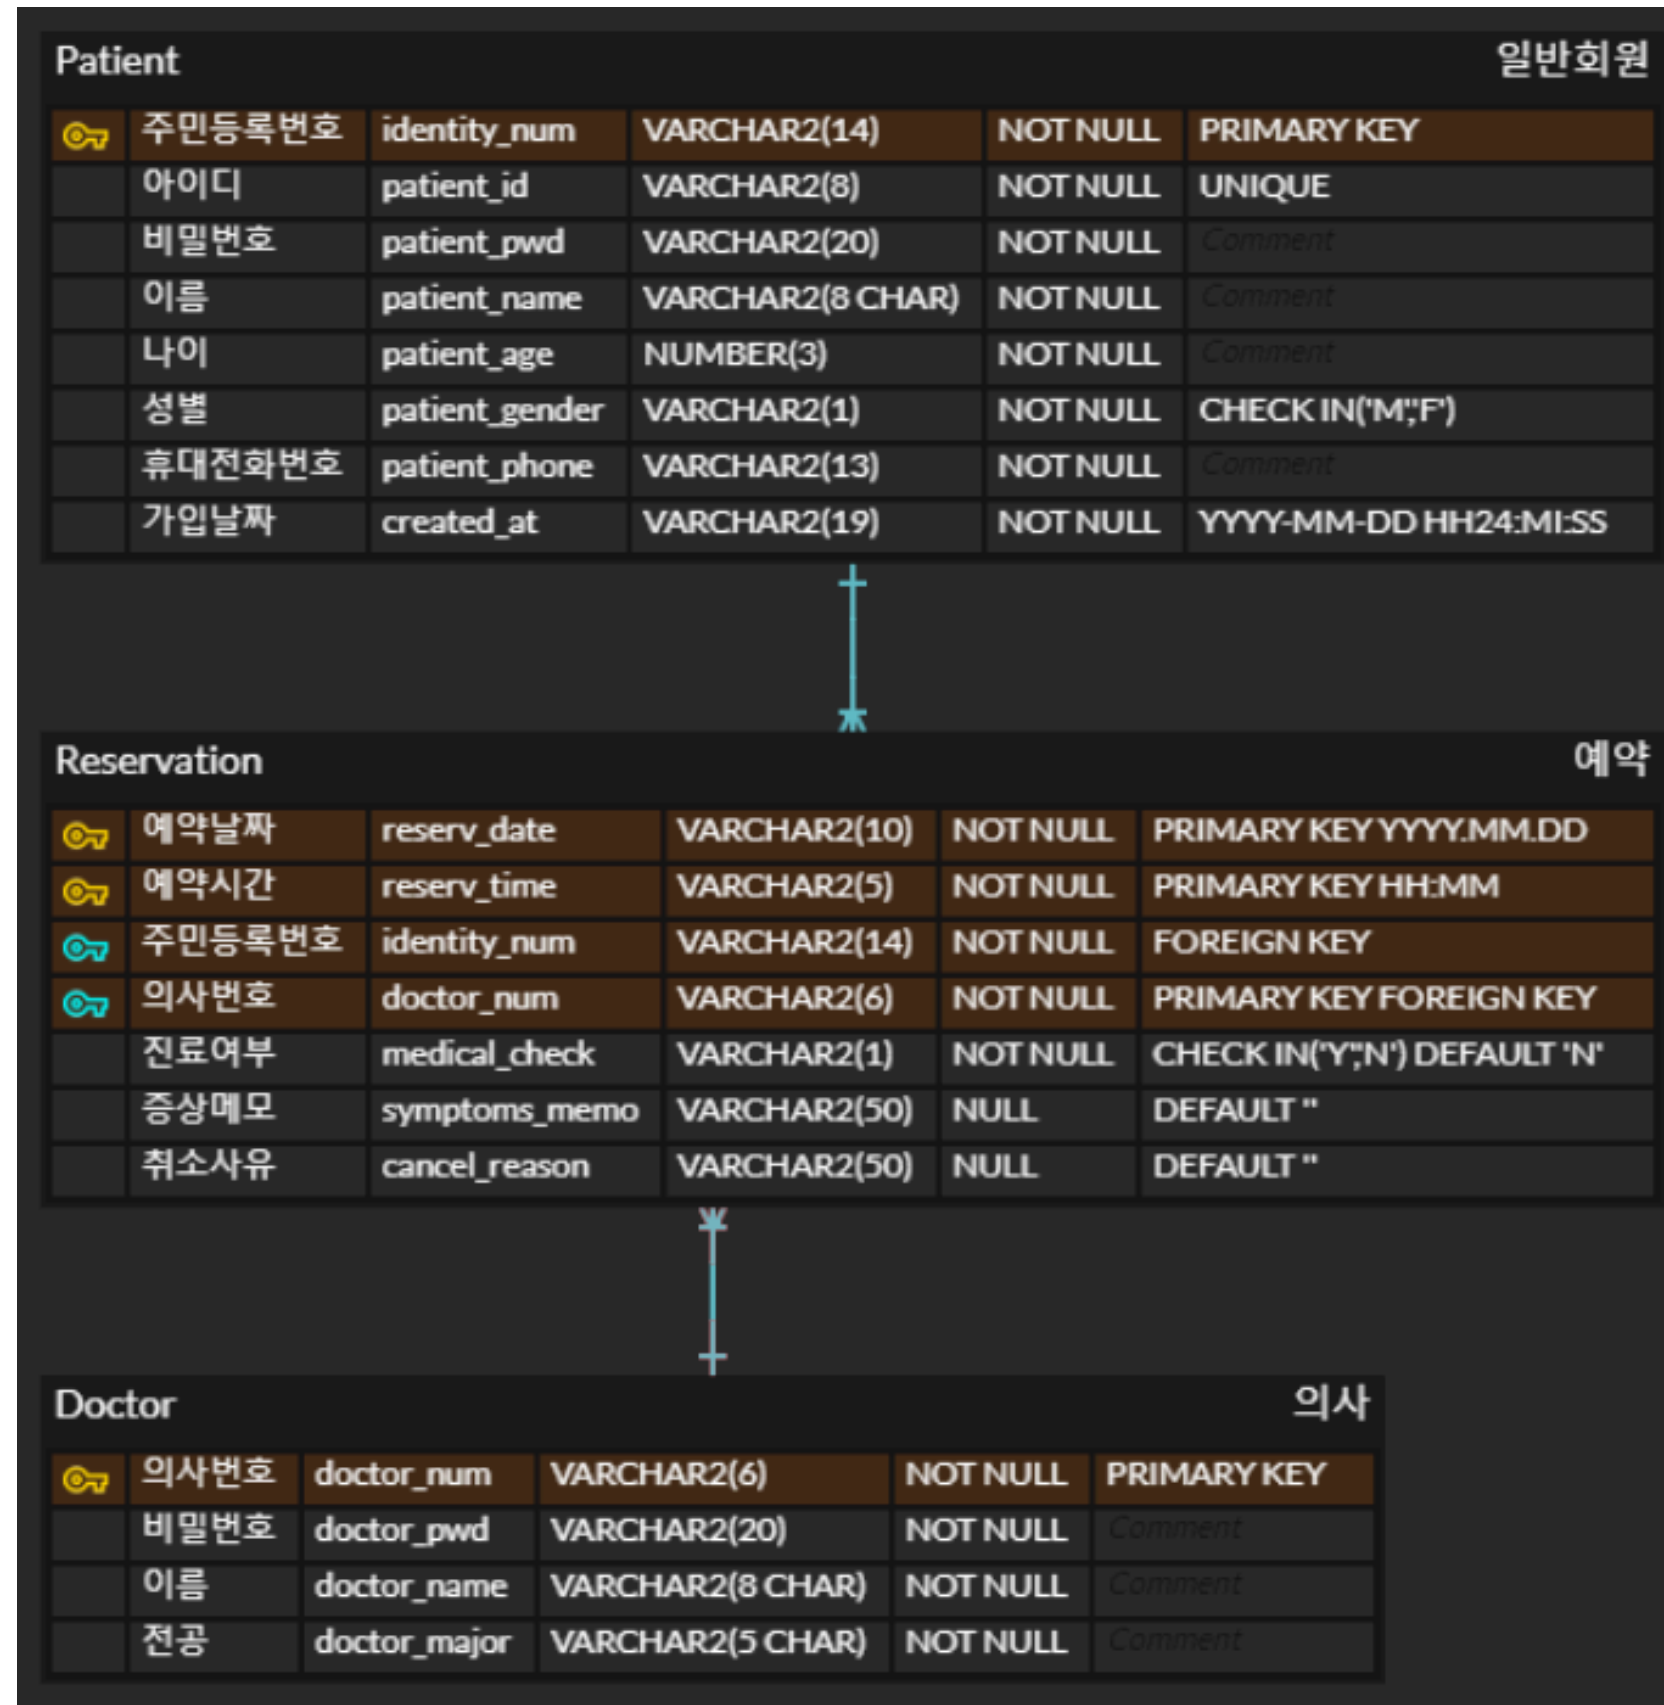 Patient 일반회원
주민등록번호 identity_num VARCHAR2(14) NOT NULL PRIMARY KEY
아이디 patient_id VARCHAR2(8) NOT NULL UNIQUE
비밀번호 patient_pwd VARCHAR2(20) NOT NULL Comment
이름 patient_name VARCHAR2(8 CHAR) NOT NULL Comment
나이 patient_age NUMBER(3) NOT NULL Comment
성별 patient_gender VARCHAR2(1) NOT NULL CHECK IN('M','F')
휴대전화번호 patient_phone VARCHAR2(13) NOT NULL Comment
가입날짜 created_at VARCHAR2(19) NOT NULL YYYY-MM-DD HH24:MI:SS
Reservation 예약
예약날짜 reserv_date VARCHAR2(10) NOT NULL PRIMARY KEY YYYY.MM.DD
예약시간 reserv_time VARCHAR2(5) NOT NULL PRIMARY KEY HH:MM
주민등록번호 identity_num VARCHAR2(14) NOT NULL FOREIGN KEY
의사번호 doctor_num VARCHAR2(6) NOT NULL PRIMARY KEY FOREIGN KEY
진료여부 medical_check VARCHAR2(1) NOT NULL CHECK IN('Y','N') DEFAULT 'N'
증상메모 symptoms_memo VARCHAR2(50) NULL DEFAULT ''
취소사유 cancel_reason VARCHAR2(50) NULL DEFAULT ''
Doctor 의사
의사번호 doctor_num VARCHAR2(6) NOT NULL PRIMARY KEY
비밀번호 doctor_pwd VARCHAR2(20) NOT NULL Comment
이름 doctor_name VARCHAR2(8 CHAR) NOT NULL Comment
전공 doctor_major VARCHAR2(5 CHAR) NOT NULL Comment